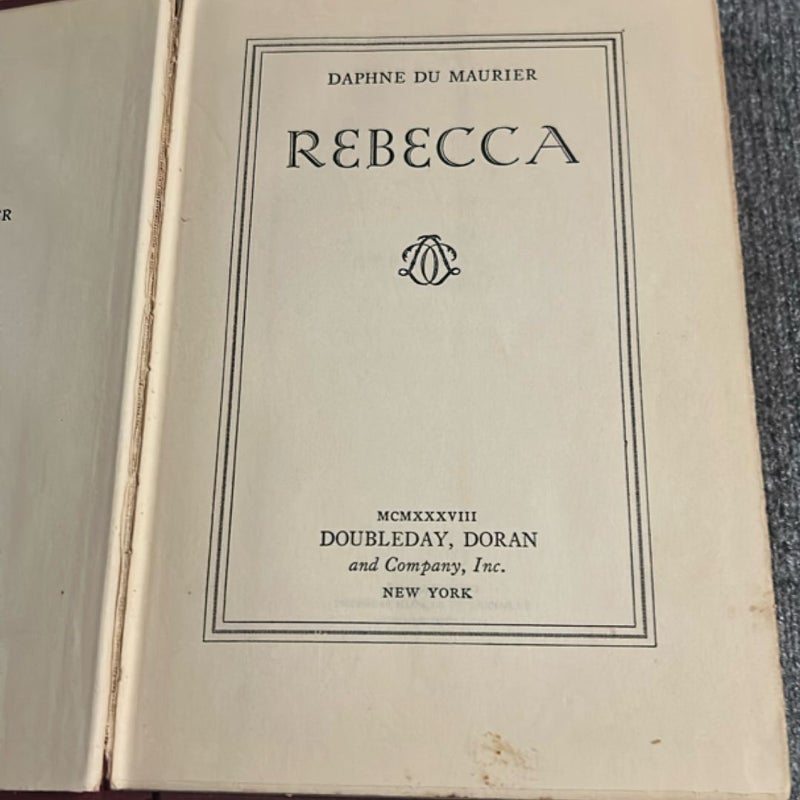 DAPHNE DU MAURIER
REBECCA
MCMXXXVIII
DOUBLEDAY, DORAN
and Company, Inc.
NEW YORK